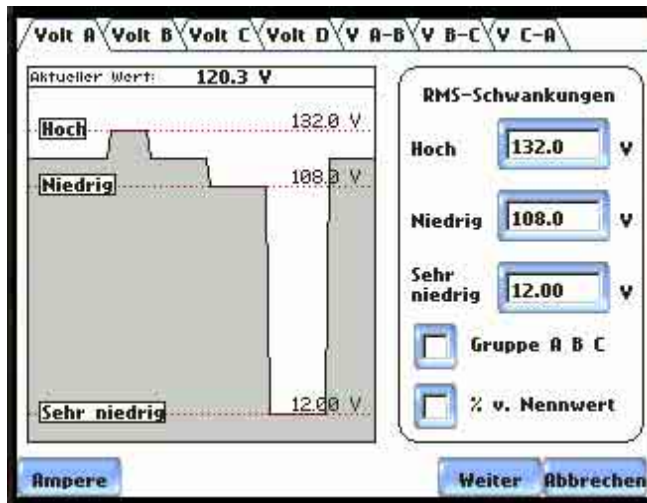 Volt A Volt B Volt C Volt D V A-B V B-C V C-A
Aktueller Wert: 120.3 V
Hoch 132.0 V
Niedrig 108.0 V
Sehr niedrig 12.00 V
RMS-Schwankungen
Hoch 132.0 V
Niedrig 108.0 V
Sehr
niedrig 12.00 V
Gruppe A B C
% v. Nennwert
Ampere Weiter Abbrechen